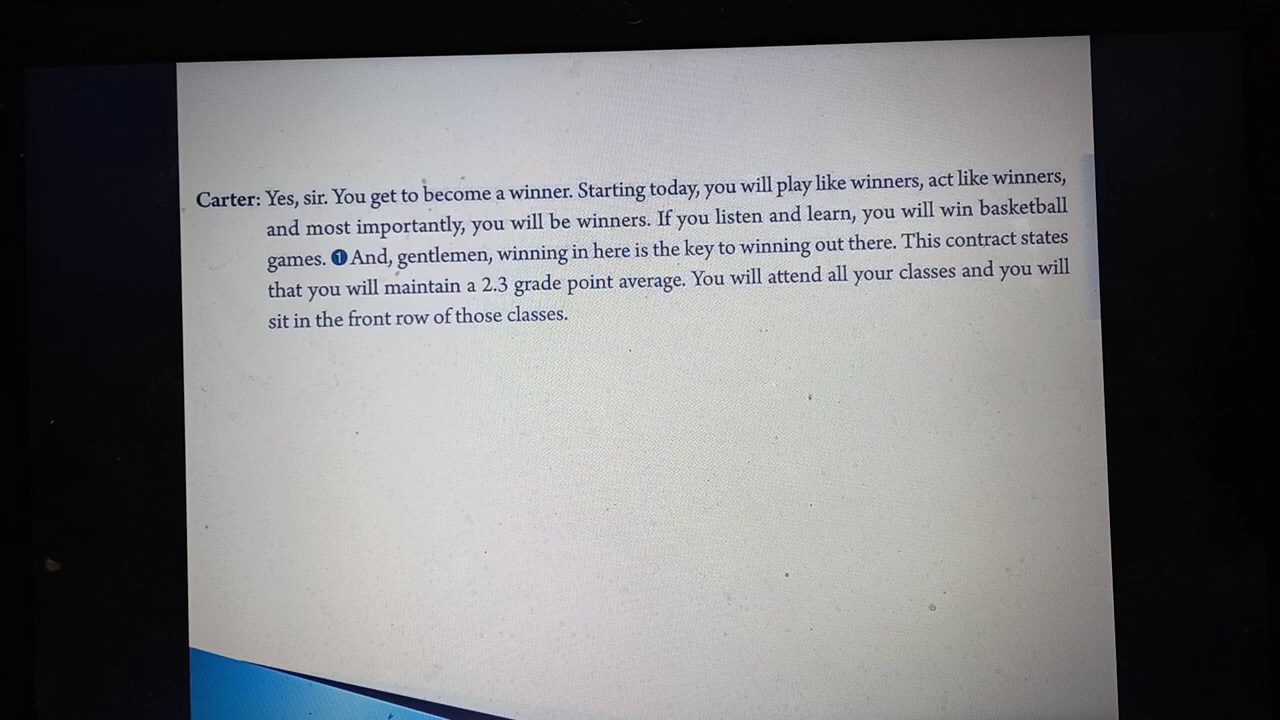 Carter: Yes, sir. You get to become a winner. Starting today, you will play like winners, act like winners,
and most importantly, you will be winners. If you listen and learn, you will win basketball
games. ❶ And, gentlemen, winning in here is the key to winning out there. This contract states
that you will maintain a 2.3 grade point average. You will attend all your classes and you will
sit in the front row of those classes.